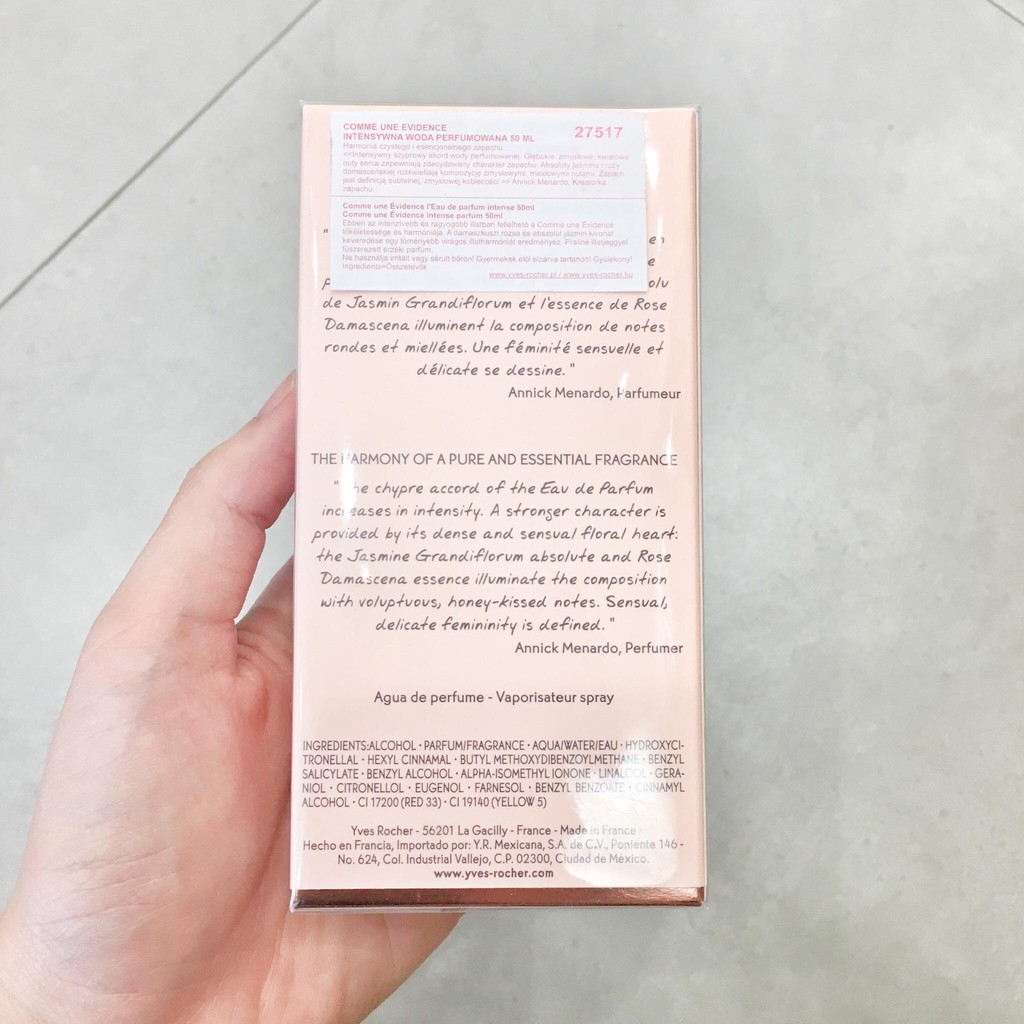 COMME UNE EVIDENCE
INTENSYWNA WODA PERFUMOWANA 50 ML
27517
Harmonia czystego i esencjonalnego zapachu.
<<Intensywny szyprowy akord wody perfumowanej. Głębokie, zmysłowe, kwiatowe
nuty serca zapewniają zdecydowany charakter zapachu. Absoluty jaśminu i róży
damasceńskiej rozświetlają kompozycję zmysłowymi, miodowymi nutami. Zapach
jest definicją subtelnej, zmysłowej kobiecości.>> Annick Menardo, Kreatorka
zapachu.
Comme une Évidence l'Eau de parfum intense 50ml
Comme une Évidence intense parfüm 50ml
Ebben az intenzívebb és ragyogóbb illatban fellelhető a Comme une Évidence
tökéletessége és harmóniája. A damaszkuszi rózsa és abszolút jázmin kivonat
keveredése egy töményebb virágos illatharmóniát eredményez. Praliné illatjeggyel
fűszerezett érzéki parfüm.
Ne használja irritált vagy sérült bőrön! Gyermekek elől elzárva tartandó! Gyúlékony!
Ingredients=Összetevők
www.yves-rocher.pl / www.yves-rocher.hu
"
en
e
p
solu
de Jasmin Grandiflorum et l'essence de Rose
Damascena illuminent la composition de notes
rondes et miellées. Une féminité sensuelle et
délicate se dessine."
Annick Menardo, Parfumeur
THE HARMONY OF A PURE AND ESSENTIAL FRAGRANCE
"The chypre accord of the Eau de Parfum
increases in intensity. A stronger character is
provided by its dense and sensual floral heart:
the Jasmine Grandiflorum absolute and Rose
Damascena essence illuminate the composition
with voluptuous, honey-kissed notes. Sensual,
delicate femininity is defined."
Annick Menardo, Perfumer
Agua de perfume - Vaporisateur spray
INGREDIENTS:ALCOHOL · PARFUM/FRAGRANCE · AQUA/WATER/EAU · HYDROXYCI-
TRONELLAL · HEXYL CINNAMAL · BUTYL METHOXYDIBENZOYLMETHANE · BENZYL
SALICYLATE · BENZYL ALCOHOL · ALPHA-ISOMETHYL IONONE · LINALOOL · GERA-
NIOL · CITRONELLOL · EUGENOL · FARNESOL · BENZYL BENZOATE · CINNAMYL
ALCOHOL · CI 17200 (RED 33) · CI 19140 (YELLOW 5)
Yves Rocher - 56201 La Gacilly - France - Made in France
Hecho en Francia, Importado por: Y.R. Mexicana, S.A. de C.V., Poniente 146 -
No. 624, Col. Industrial Vallejo, C.P. 02300, Ciudad de México.
www.yves-rocher.com